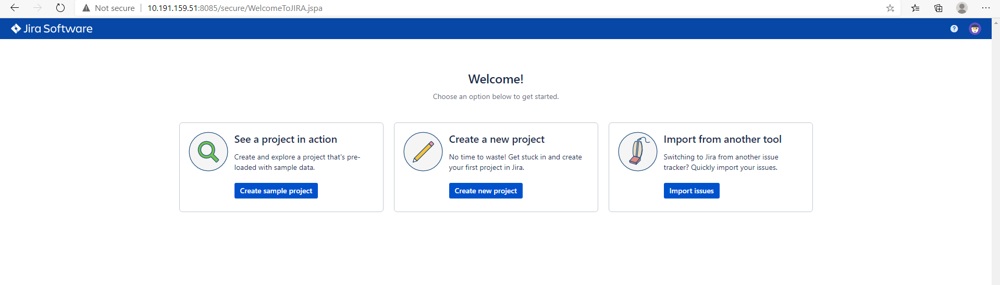 Not secure 10.191.159.51:8085/secure/WelcomeToJIRA.jspa
Jira Software
?
Welcome!
Choose an option below to get started.
See a project in action
Create and explore a project that's pre-
loaded with sample data.
Create sample project
Create a new project
No time to waste! Get stuck in and create
your first project in Jira.
Create new project
Import from another tool
Switching to Jira from another issue
tracker? Quickly import your issues.
Import issues